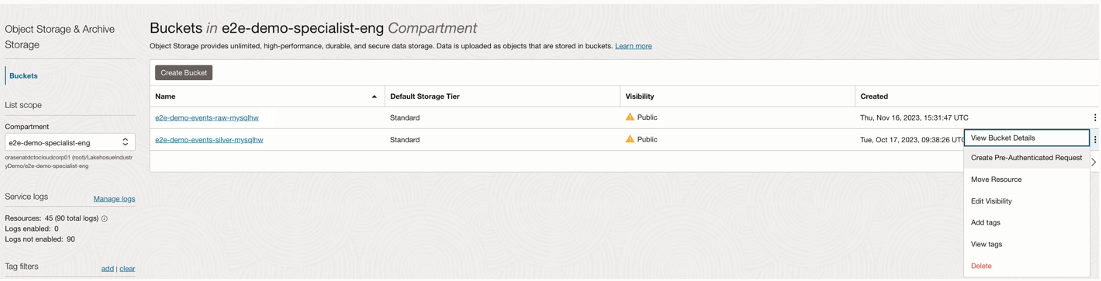 Object Storage & Archive
Storage
Buckets
List scope
Compartment
e2e-demo-specialist-eng
orasenatdctocloudcorp01 (root)/LakehosueIndustr
yDemo/e2e-demo-specialist-eng
Service logs
Manage logs
Resources: 45 (90 total logs)
Logs enabled: 0
Logs not enabled: 90
Tag filters
add | clear
Buckets in e2e-demo-specialist-eng Compartment
Object Storage provides unlimited, high-performance, durable, and secure data storage. Data is uploaded as objects that are stored in buckets. Learn more
Create Bucket
Name Default Storage Tier Visibility Created
e2e-demo-events-raw-mysqlhw Standard Public Thu, Nov 16, 2023, 15:31:47 UTC
e2e-demo-events-silver-mysqlhw Standard Public Tue, Oct 17, 2023, 09:38:26 UTC
View Bucket Details
Create Pre-Authenticated Request
Move Resource
Edit Visibility
Add tags
View tags
Delete